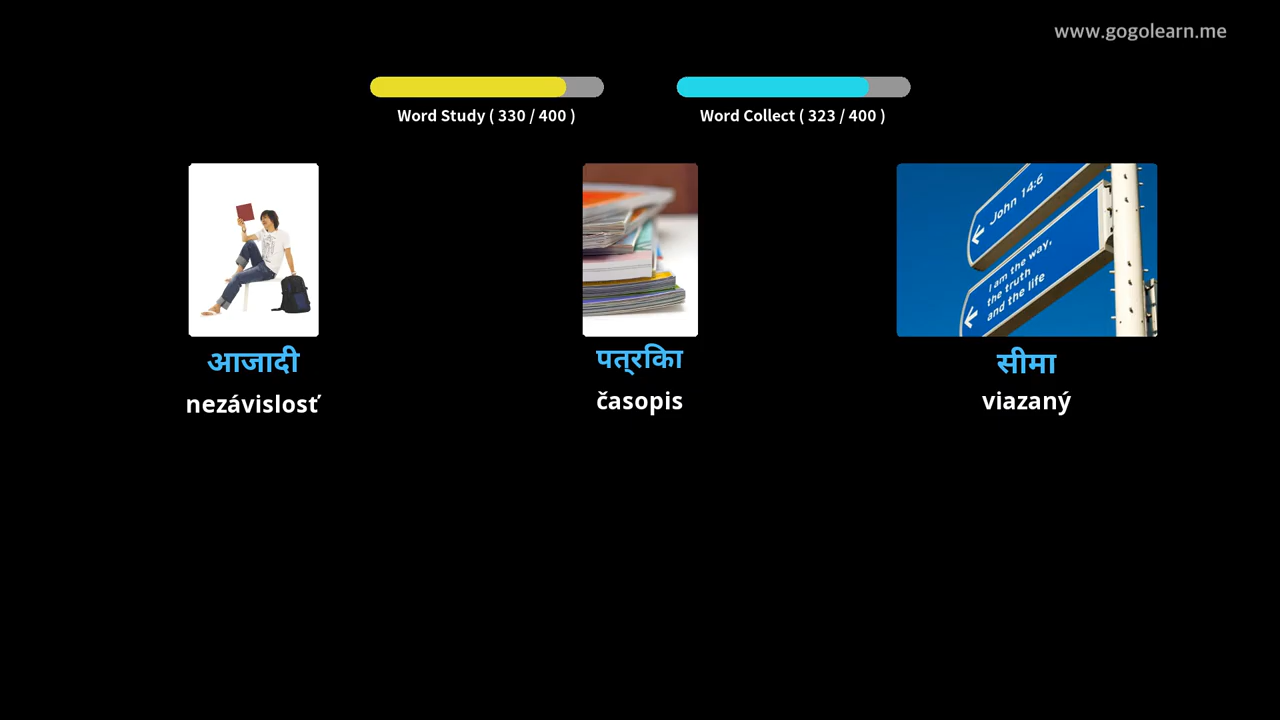 www.gogolearn.me
Word Study ( 330 / 400 )
Word Collect ( 323 / 400 )
John 14:6
I am the way,
the truth
and the life
आजादी
पत्रिका
सीमा
nezávislosť
časopis
viazaný